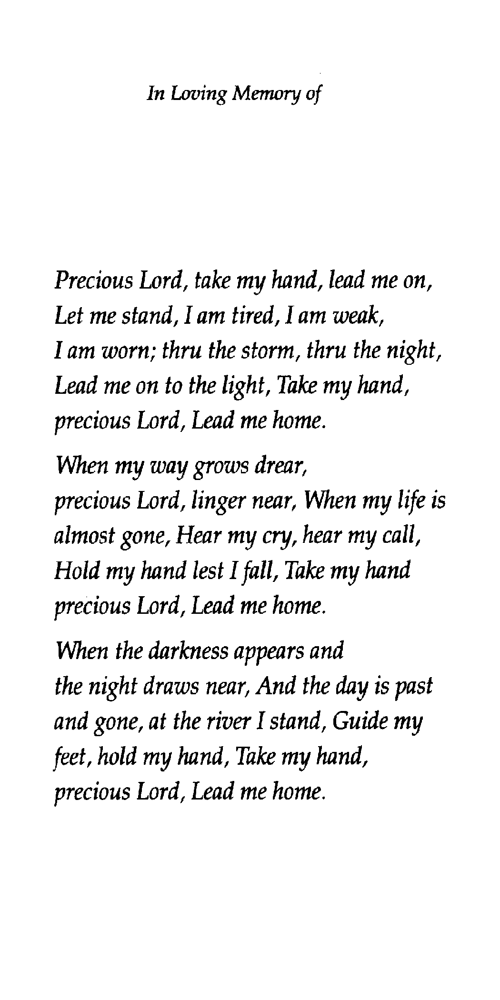 In Loving Memory of
Precious Lord, take my hand, lead me on,
Let me stand, I am tired, I am weak,
I am worn; thru the storm, thru the night,
Lead me on to the light, Take my hand,
precious Lord, Lead me home.
When my way grows drear,
precious Lord, linger near, When my life is
almost gone, Hear my cry, hear my call,
Hold my hand lest I fall, Take my hand
precious Lord, Lead me home.
When the darkness appears and
the night draws near, And the day is past
and gone, at the river I stand, Guide my
feet, hold my hand, Take my hand,
precious Lord, Lead me home.